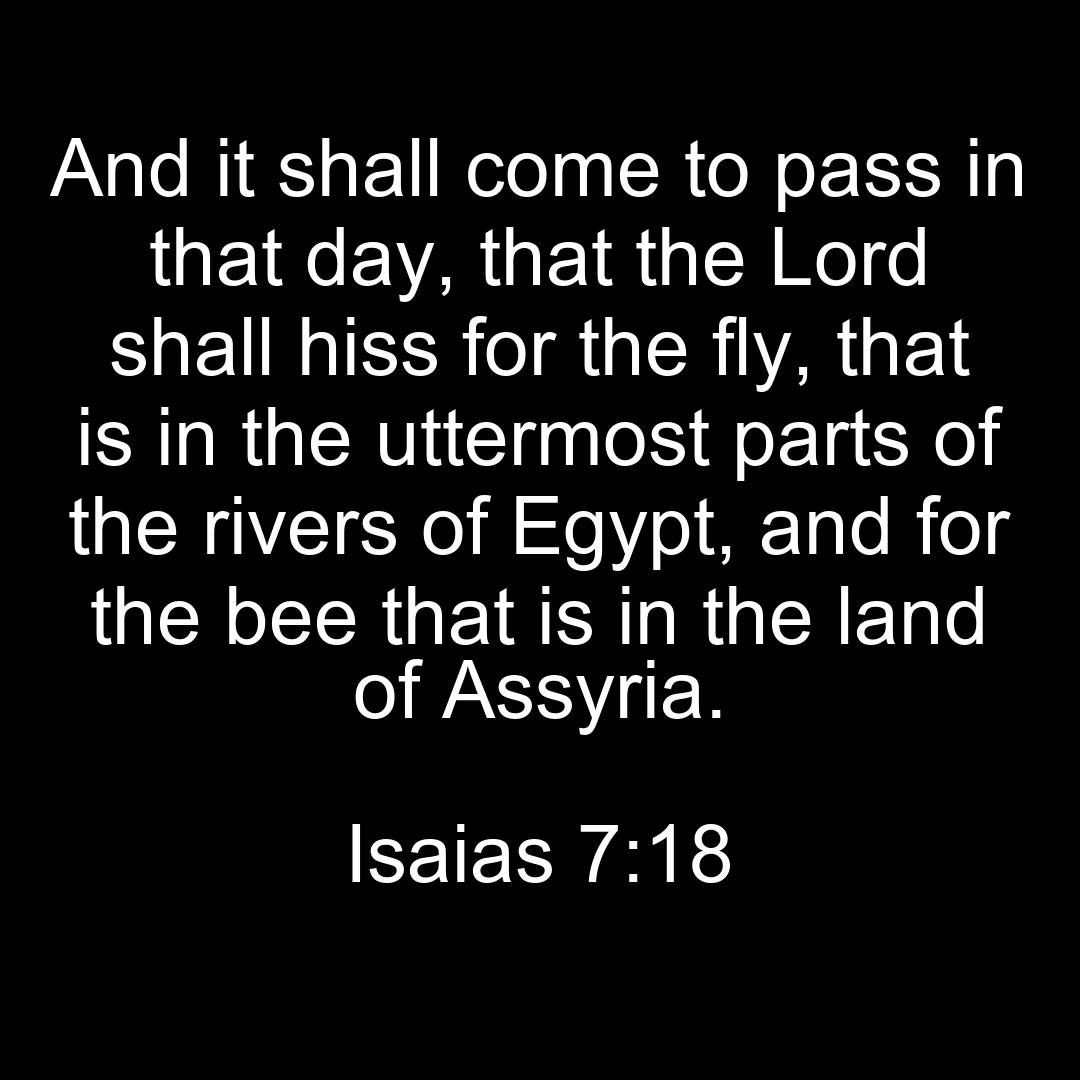 And it shall come to pass in
that day, that the Lord
shall hiss for the fly, that
is in the uttermost parts of
the rivers of Egypt, and for
the bee that is in the land
of Assyria.
Isaias 7:18